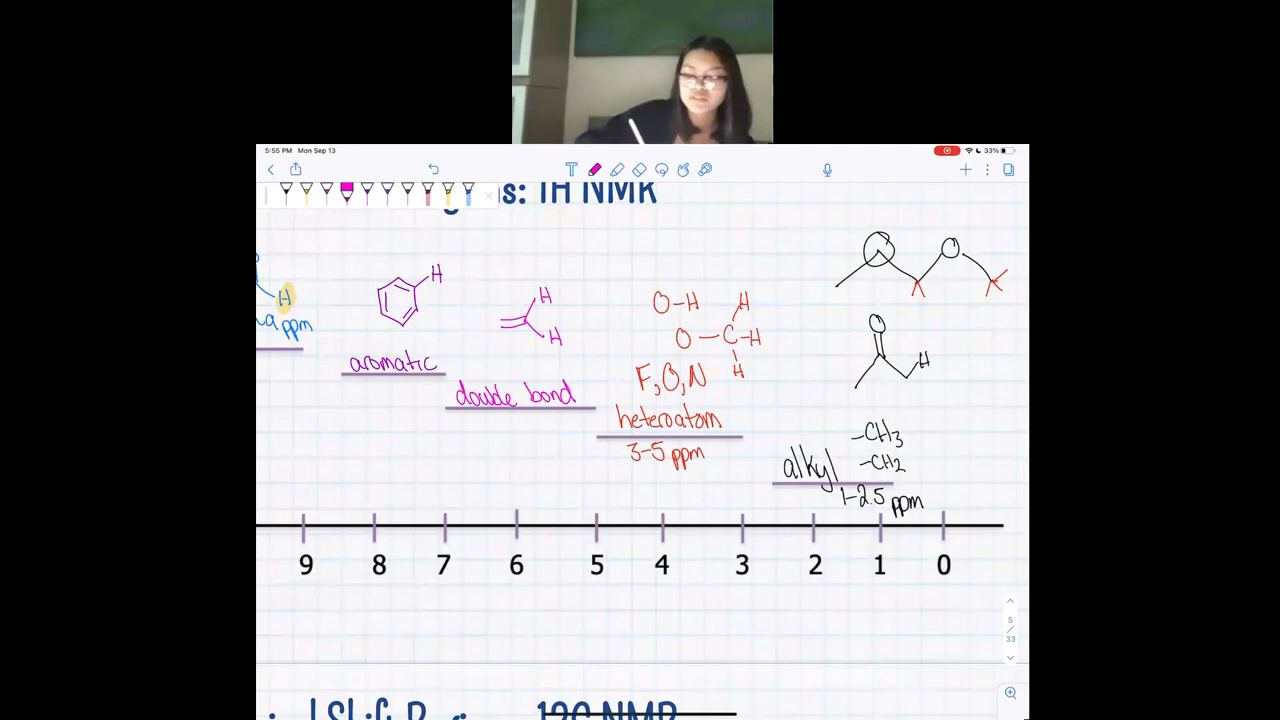 5:55 PM Mon Sep 13
33%
T
s: 1H NMR
H
a ppm
H
aromatic
H
H
double bond
O-H
H
O-C-H
H
F,O,N
heteroatom
3-5 ppm
O
O
H
-CH3
alkyl -CH2
1-2.5 ppm
9 8 7 6 5 4 3 2 1 0
5
/
33
13C NMR